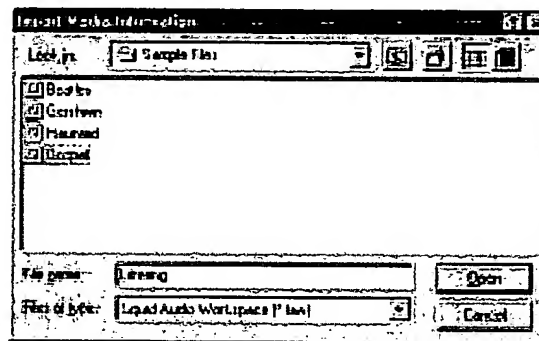 Import Media Information
Look in: Sample Files
Beatles
Gershwin
File name:
Open
Files of type: Liquid Audio Workspace (*.law)
Cancel